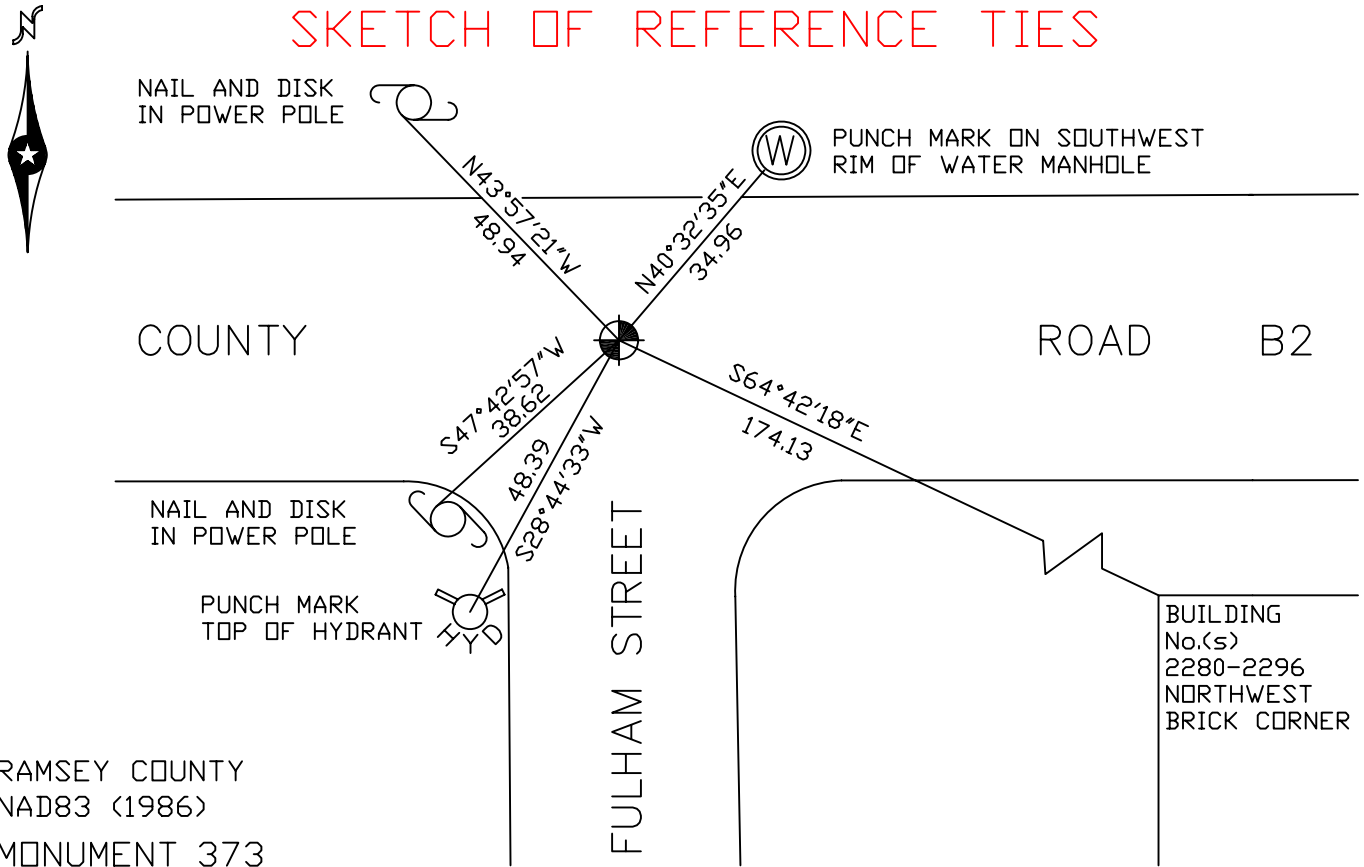 N
SKETCH OF REFERENCE TIES
NAIL AND DISK
IN POWER POLE
W
PUNCH MARK ON SOUTHWEST
RIM OF WATER MANHOLE
N43°57'21"W
48.94
N40°32'35"E
34.96
COUNTY
ROAD B2
S47°42'57"W
38.62
48.39
S28°44'33"W
S64°42'18"E
174.13
NAIL AND DISK
IN POWER POLE
PUNCH MARK
TOP OF HYDRANT
HYD
FULHAM STREET
BUILDING
No.(s)
2280-2296
NORTHWEST
BRICK CORNER
RAMSEY COUNTY
NAD83 (1986)
MONUMENT 373